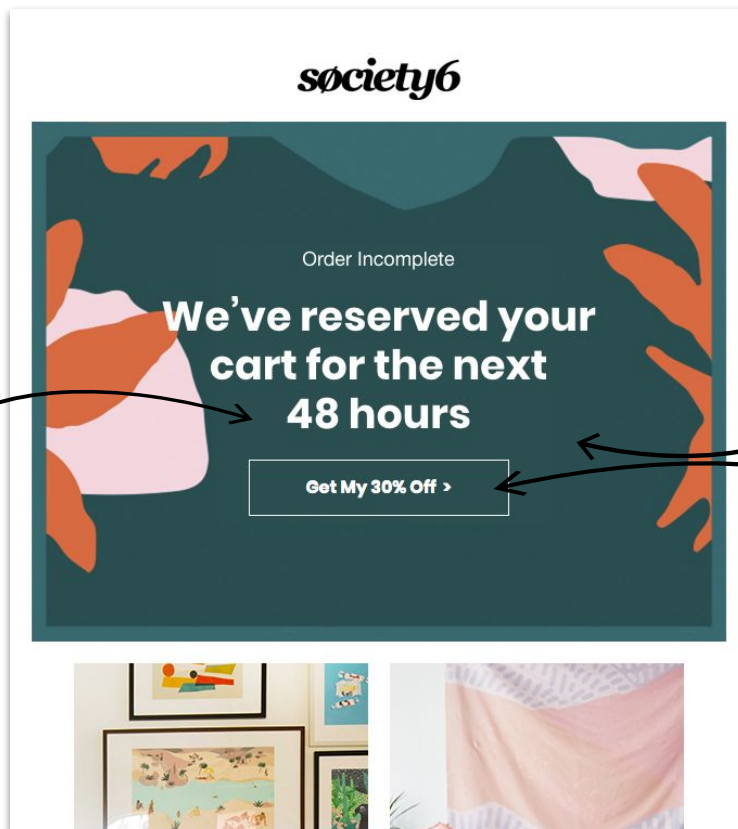 søciety6
Order Incomplete
We’ve reserved your
cart for the next
48 hours
Get My 30% Off >